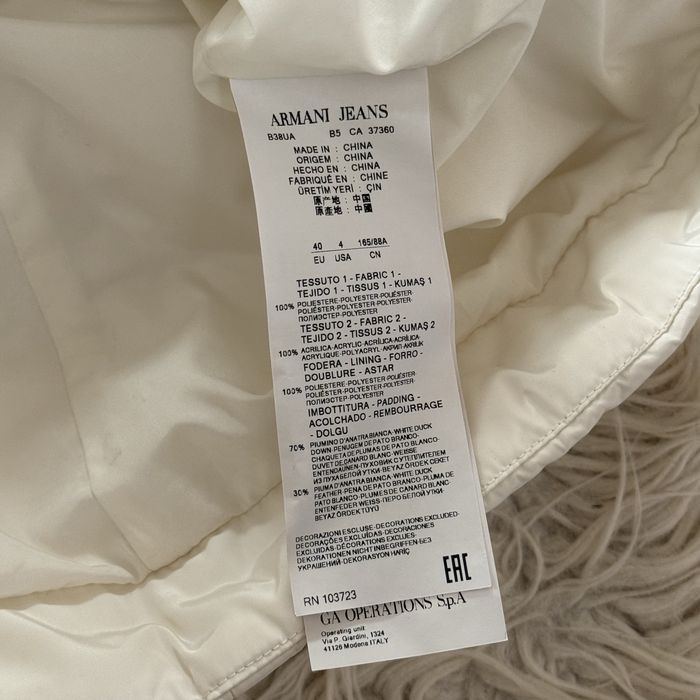 ARMANI JEANS
B38UA B5 CA 37360
MADE IN : CHINA
ORIGEM : CHINA
HECHO EN : CHINA
FABRIQUÉ EN : CHINE
ÜRETİM YERİ : ÇIN
原产地: 中国
原產地: 中國
40 4 165/88A
EU USA CN
TESSUTO 1 - FABRIC 1 -
TEJIDO 1 - TISSUS 1 - KUMAŞ 1
100% POLIESTERE-POLYESTER-POLIÉSTER-
POLIÉSTER-POLYESTER-POLYESTER-
ПОЛИЭСТЕР-POLYESTER
TESSUTO 2 - FABRIC 2 -
TEJIDO 2 - TISSUS 2 - KUMAŞ 2
100% ACRILICA-ACRYLIC-ACRÍLICA-ACRÍLICA-
ACRYLIQUE-POLYACRYL-АКРИЛ-AKRİLİK
FODERA - LINING - FORRO -
DOUBLURE - ASTAR
100% POLIESTERE-POLYESTER-POLIÉSTER-
POLIÉSTER-POLYESTER-POLYESTER-
ПОЛИЭСТЕР-POLYESTER
IMBOTTITURA - PADDING -
ACOLCHADO - REMBOURRAGE
- DOLGU
70% PIUMINO D'ANATRA BIANCA-WHITE DUCK
DOWN-PENUGEM DE PATO BRANCO-
CHAQUETA DE PLUMAS DE PATO BLANCO-
DUVET DE CANARD BLANC-WEISSE
ENTENDAUNEN-ПУХОВИК С УТЕПЛИТЕЛЕМ
ИЗ ПУХА БЕЛОЙ УТКИ-BEYAZ ÖRDEK CEKET
30% PIUMA D'ANATRA BIANCA-WHITE DUCK
FEATHER-PENA DE PATO BRANCO-PLUMA DE
PATO BLANCO-PLUMES DE CANARD BLANC-
ENTENFEDER WEISS-ПЕРО БЕЛОЙ УТКИ-
BEYAZ ÖRDEK TÜYÜ
DECORAZIONI ESCLUSE-DECORATIONS EXCLUDED-
DECORAÇÕES EXCLUÍDAS-DECORACIONES
EXCLUÍDAS-DÉCORATIONS EXCLUES-
DEKORATIONEN NICHT INBEGRIFFEN-БЕЗ
УКРАШЕНИЙ-DEKORASYON HARİÇ
EAC
RN 103723
GA OPERATIONS S.p.A
Operating unit:
Via P. Giardini, 1324
41126 Modena ITALY